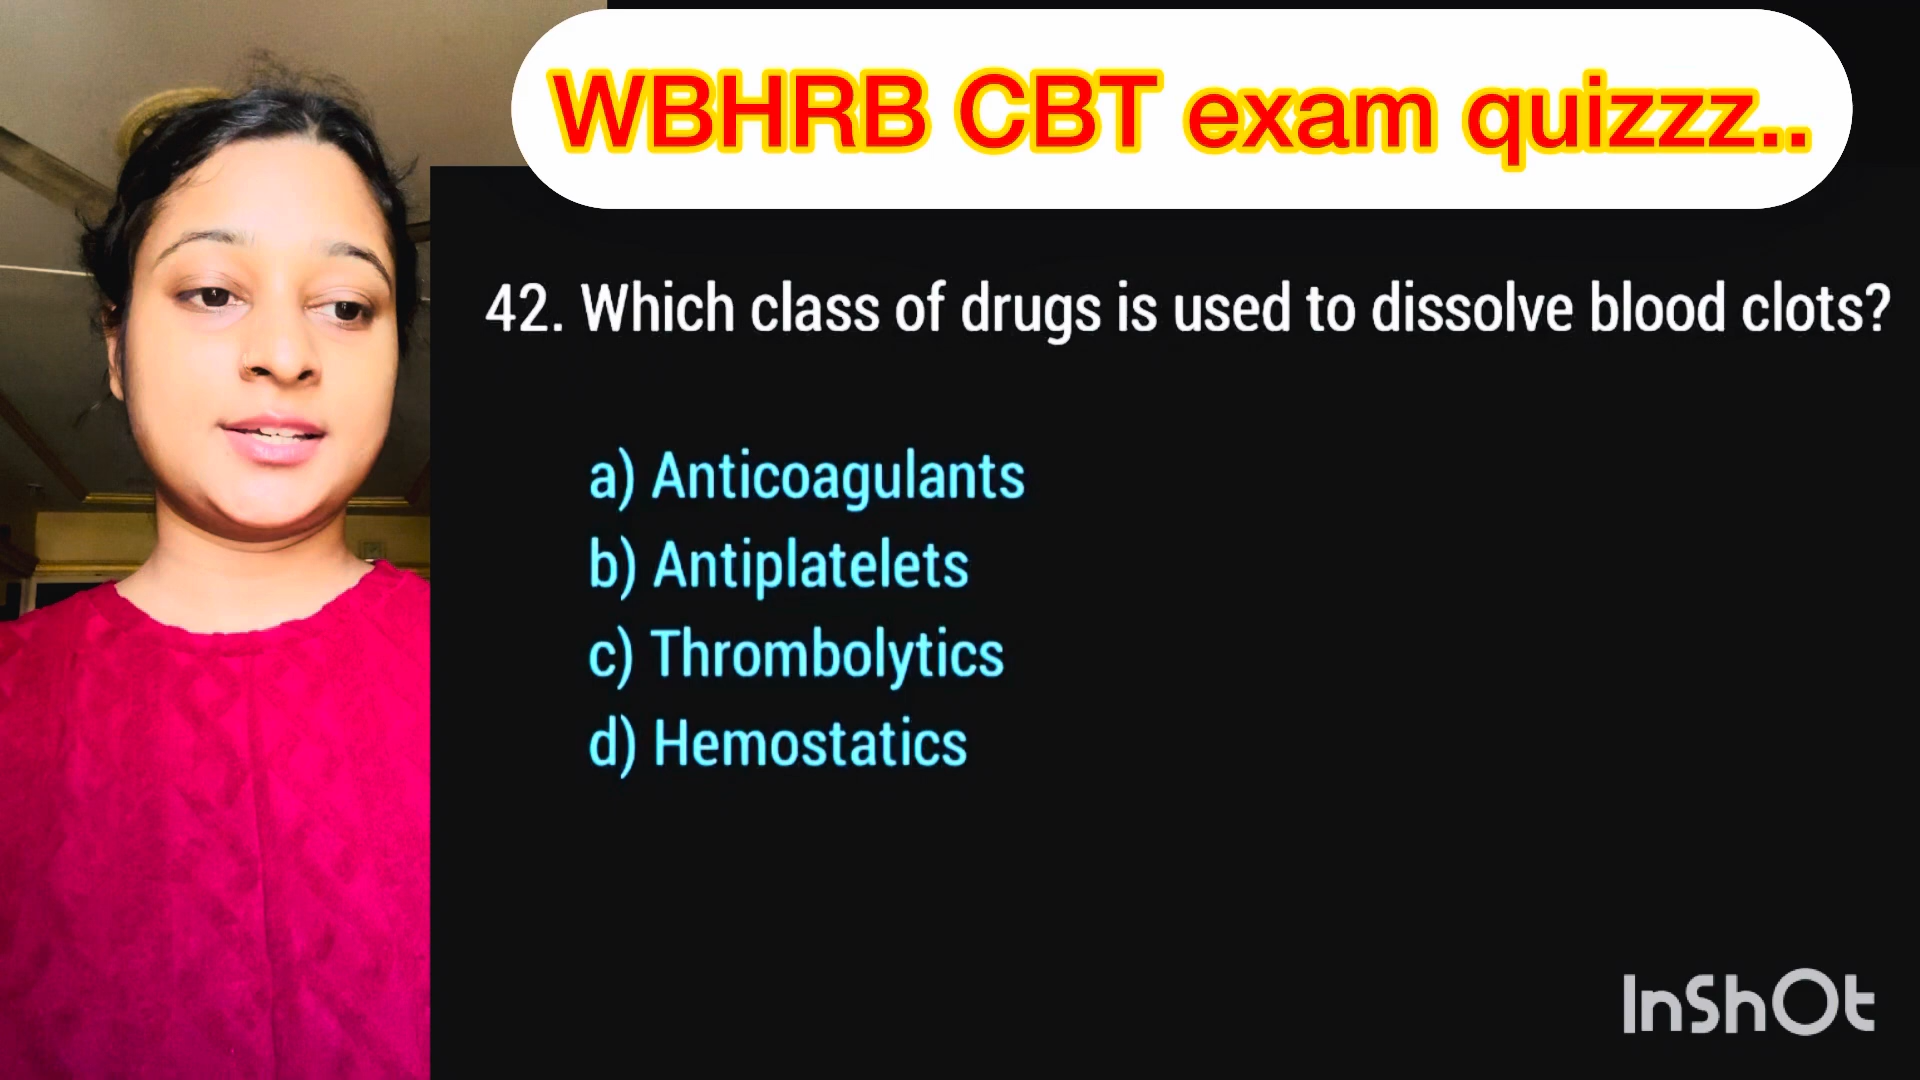 WBHRB CBT exam quizzz..
42. Which class of drugs is used to dissolve blood clots?
a) Anticoagulants
b) Antiplatelets
c) Thrombolytics
d) Hemostatics
InShOt